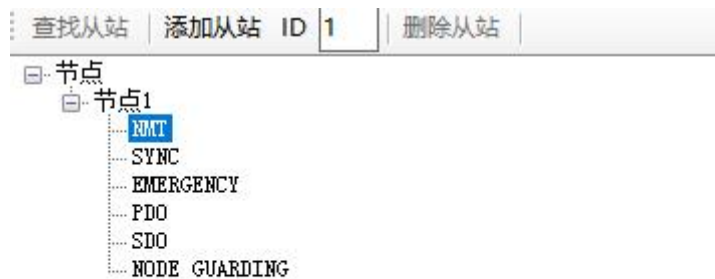 查找从站 添加从站 ID 1 删除从站
节点
节点1
NMT
SYNC
EMERGENCY
PDO
SDO
NODE GUARDING